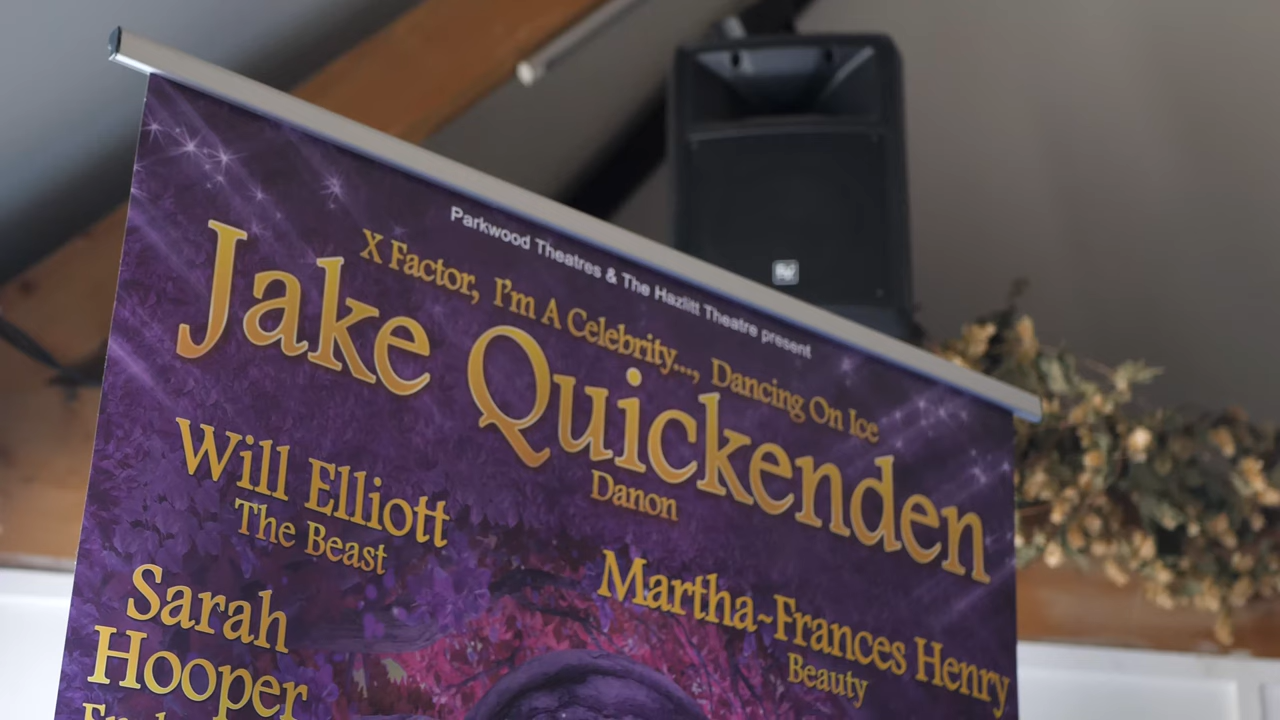 Parkwood Theatres & The Hazlitt Theatre present
X Factor, I'm A Celebrity..., Dancing On Ice
Jake Quickenden
Danon
Will Elliott
The Beast
Martha-Frances Henry
Beauty
Sarah
Hooper